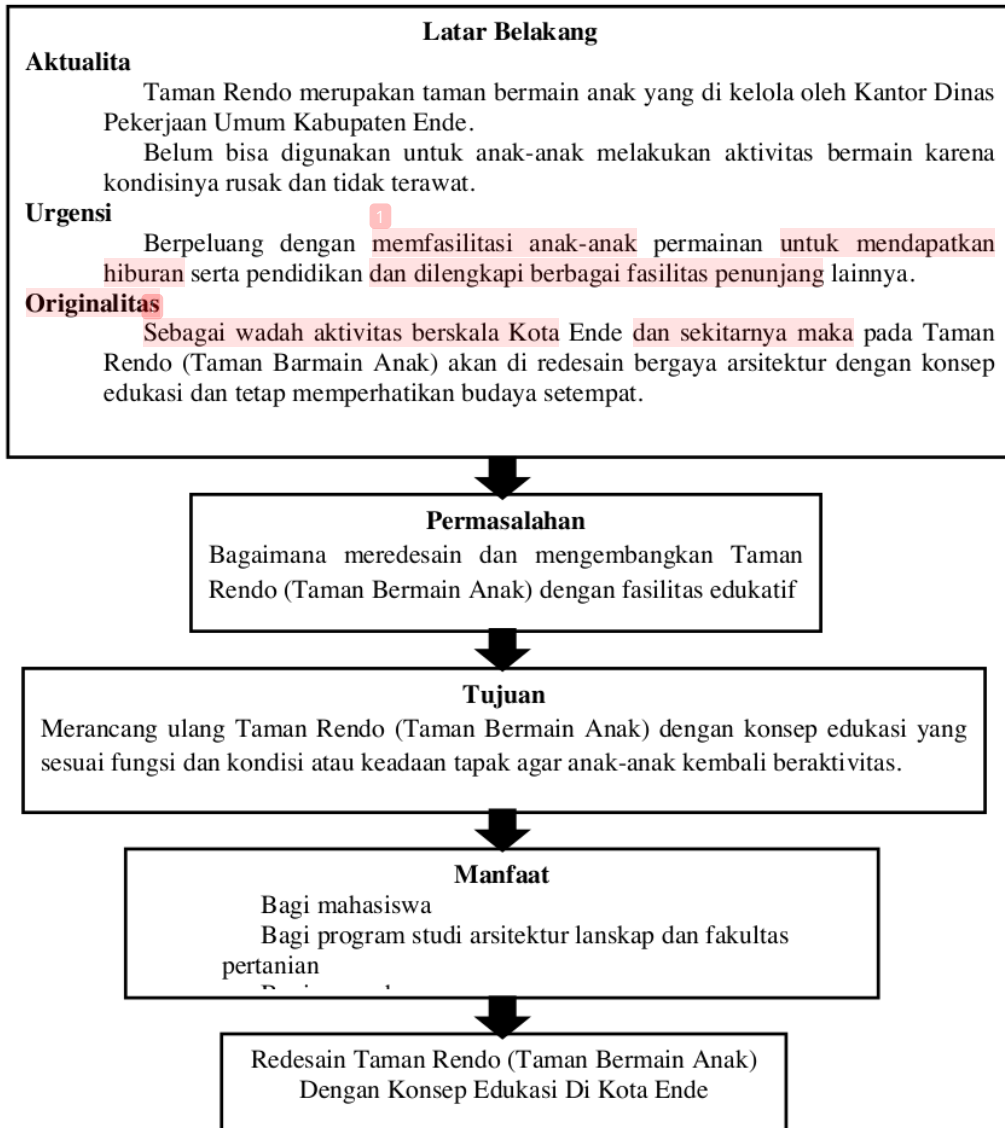 Latar Belakang
Aktualita
Taman Rendo merupakan taman bermain anak yang di kelola oleh Kantor Dinas
Pekerjaan Umum Kabupaten Ende.
Belum bisa digunakan untuk anak-anak melakukan aktivitas bermain karena
kondisinya rusak dan tidak terawat.
Urgensi
1
Berpeluang dengan memfasilitasi anak-anak permainan untuk mendapatkan
hiburan serta pendidikan dan dilengkapi berbagai fasilitas penunjang lainnya.
Originalitas
Sebagai wadah aktivitas berskala Kota Ende dan sekitarnya maka pada Taman
Rendo (Taman Barmain Anak) akan di redesain bergaya arsitektur dengan konsep
edukasi dan tetap memperhatikan budaya setempat.
Permasalahan
Bagaimana meredesain dan mengembangkan Taman
Rendo (Taman Bermain Anak) dengan fasilitas edukatif
Tujuan
Merancang ulang Taman Rendo (Taman Bermain Anak) dengan konsep edukasi yang
sesuai fungsi dan kondisi atau keadaan tapak agar anak-anak kembali beraktivitas.
Manfaat
Bagi mahasiswa
Bagi program studi arsitektur lanskap dan fakultas
pertanian
Redesain Taman Rendo (Taman Bermain Anak)
Dengan Konsep Edukasi Di Kota Ende